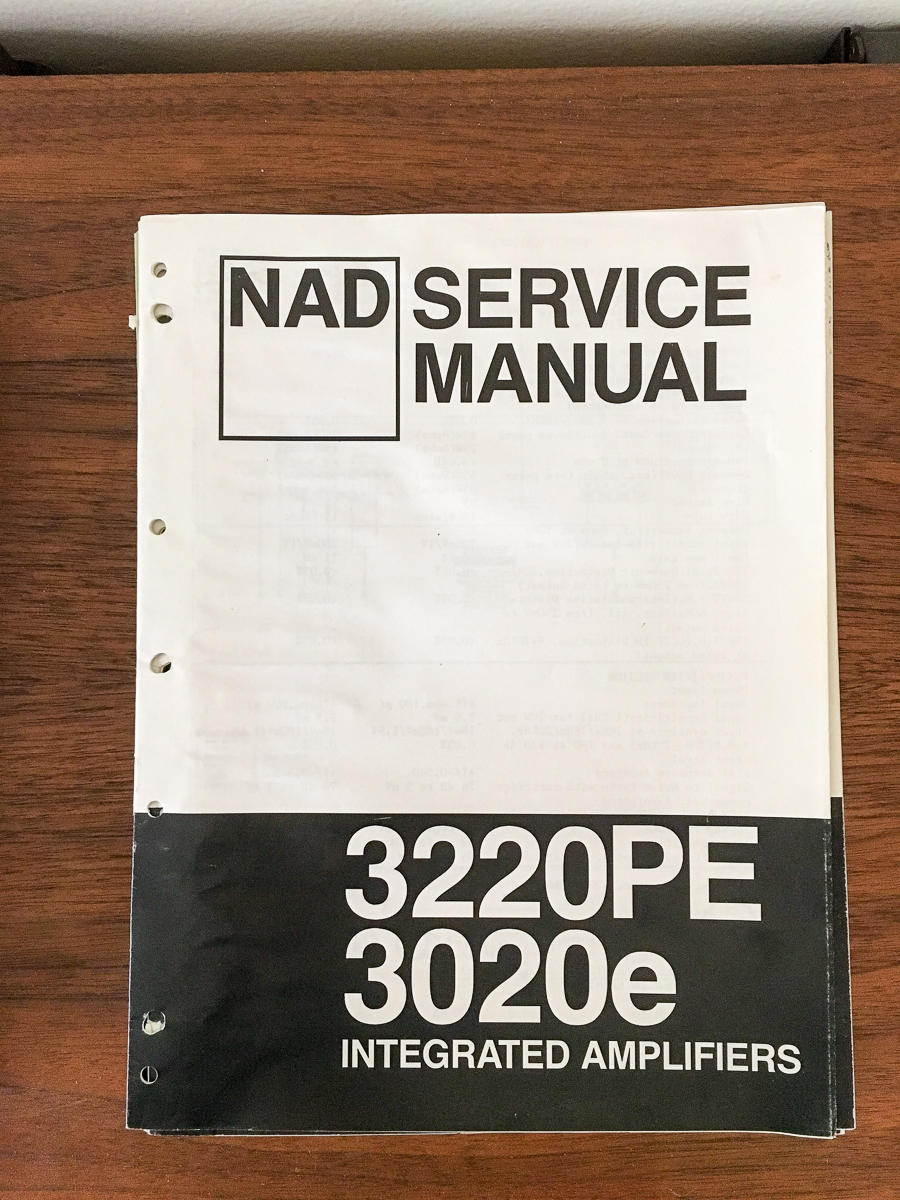 NAD SERVICE
MANUAL
3220PE
3020e
INTEGRATED AMPLIFIERS